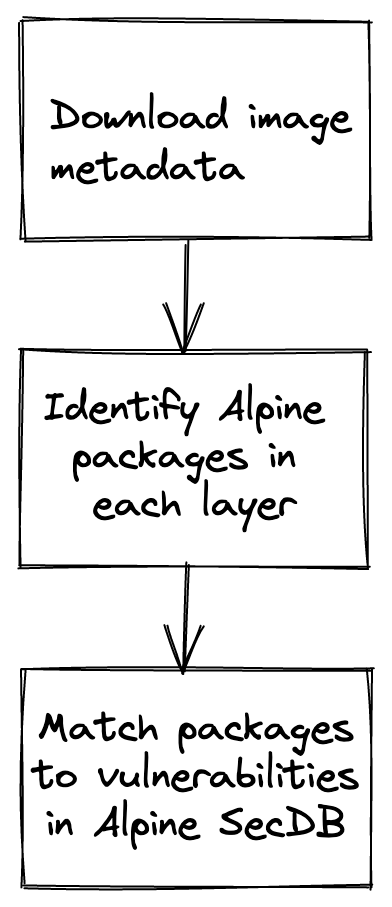 Download image
metadata
Identify Alpine
packages in
each layer
Match packages
to vulnerabilities
in Alpine SecDB